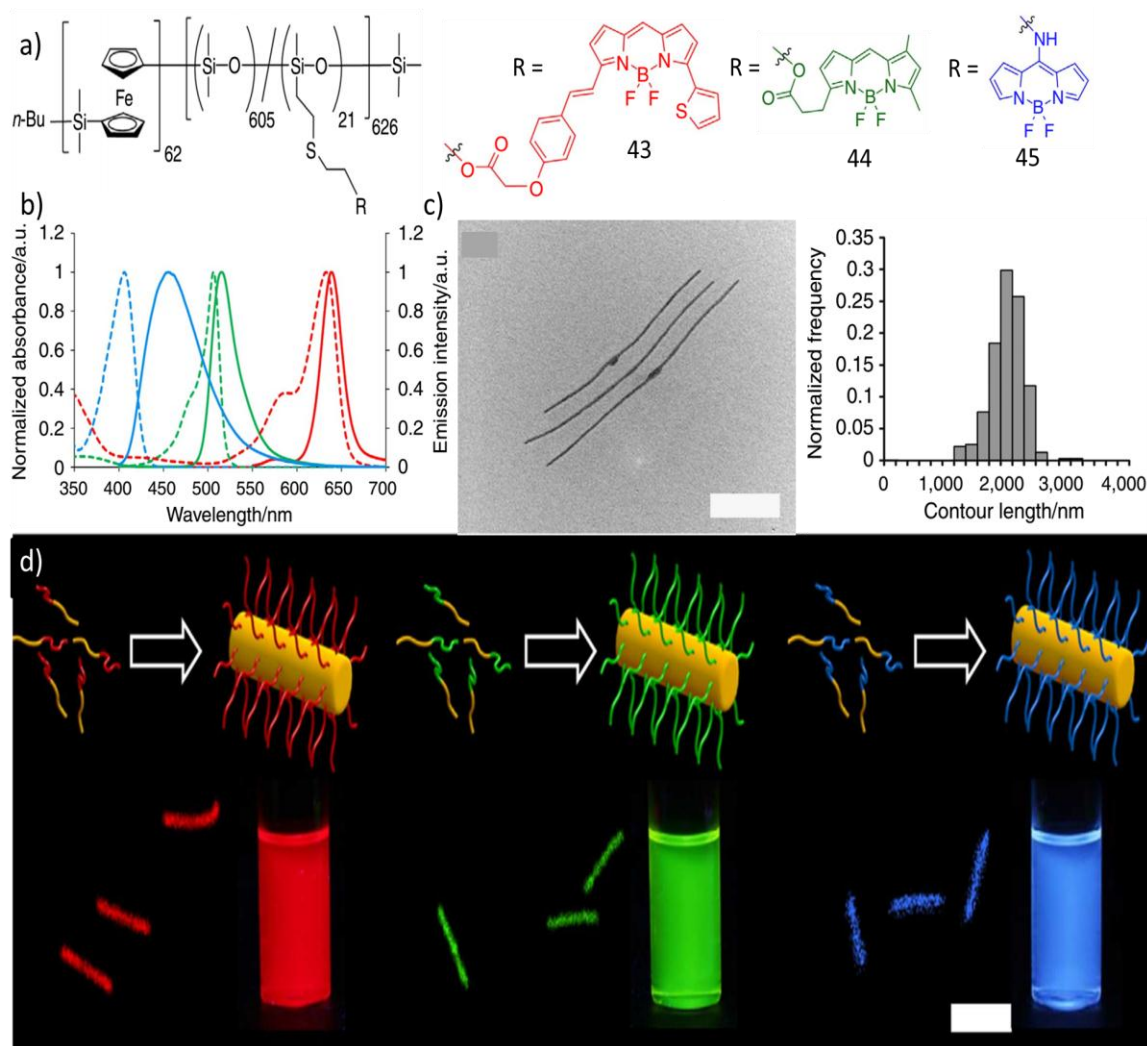 a)
n-Bu
Si
Fe
62
Si
O
605
Si
O
21
626
Si
S
R
R =
N
N
B
F
F
S
O
O
O
43
R =
O
O
N
N
B
F
F
44
R =
NH
N
N
B
F
F
45
b)
Normalized absorbance/a.u.
1.2
1
0.8
0.6
0.4
0.2
0
350 400 450 500 550 600 650 700
Wavelength/nm
1.2
1
0.8
0.6
0.4
0.2
0
Emission intensity/a.u.
c)
Normalized frequency
0.35
0.3
0.25
0.2
0.15
0.1
0.05
0
0 1,000 2,000 3,000 4,000
Contour length/nm
d)